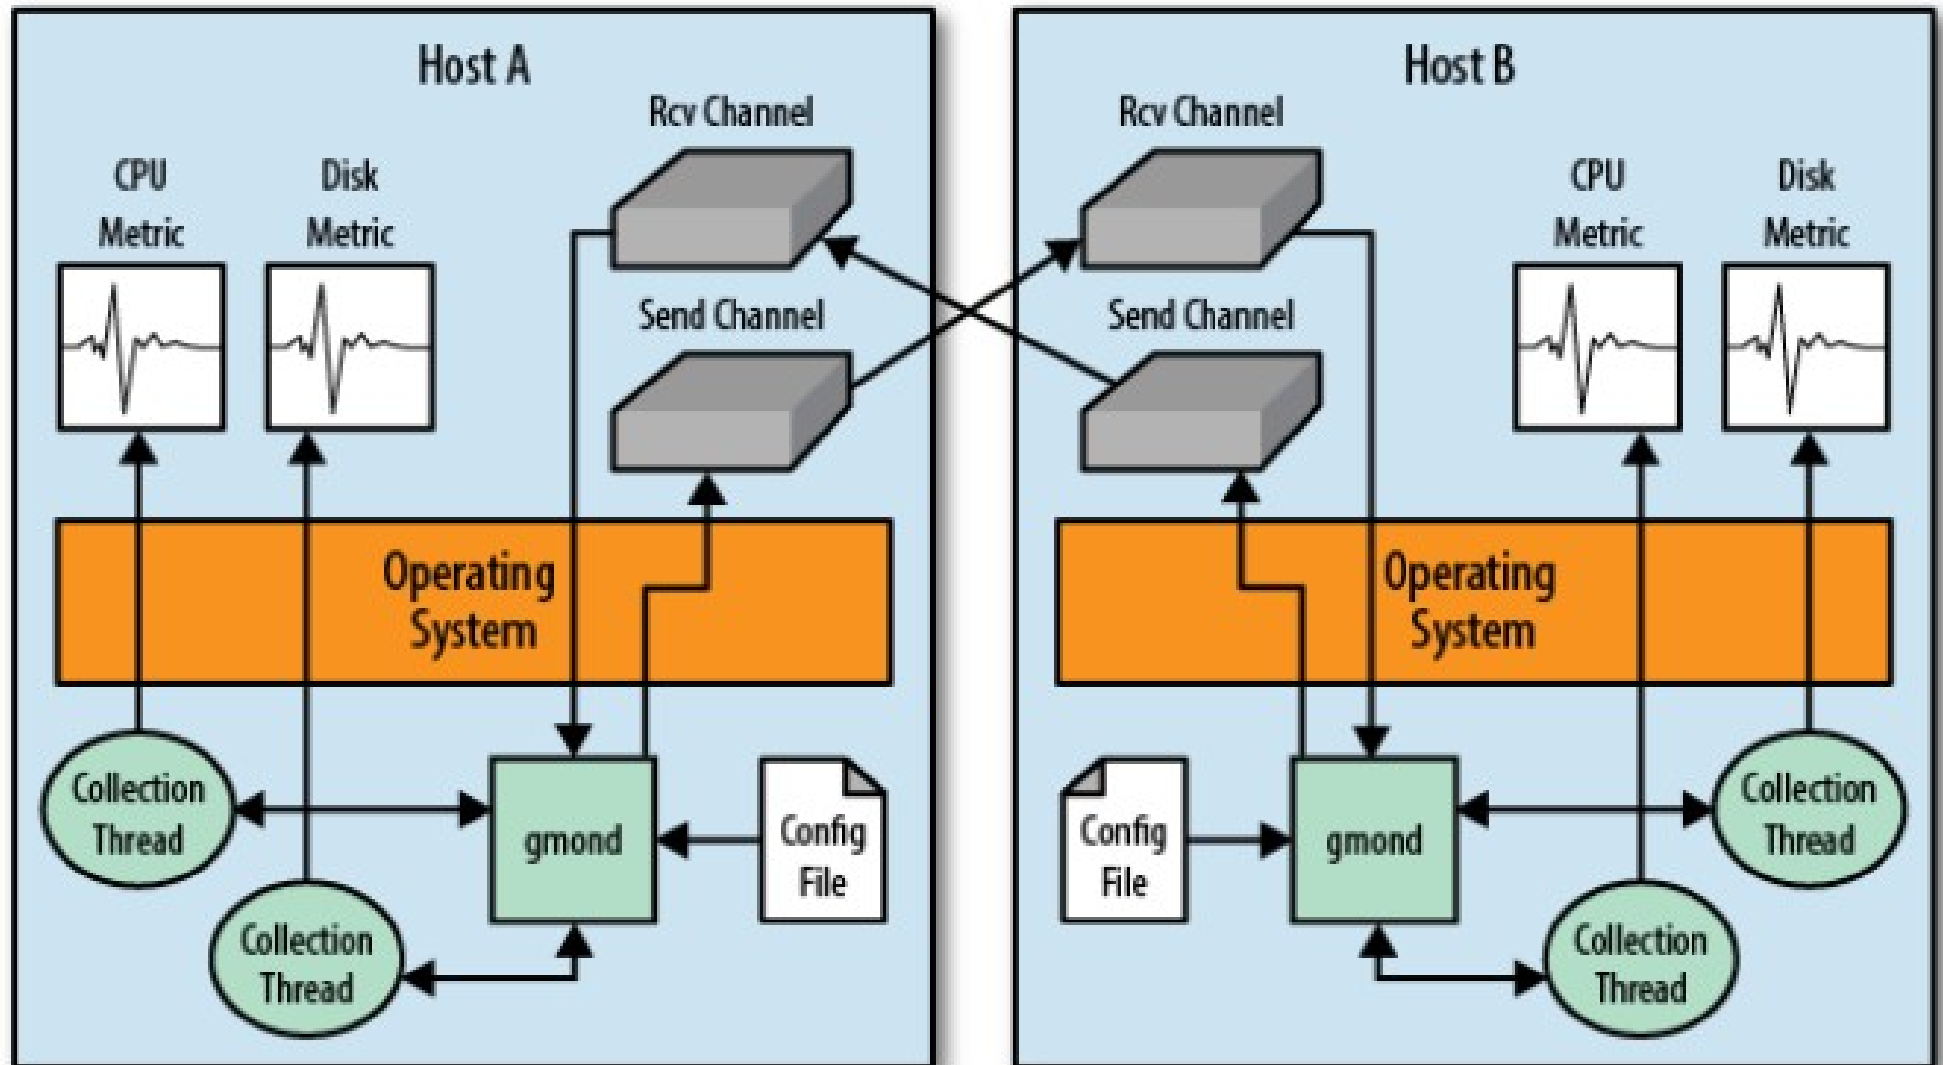 Host A
Rcv Channel
CPU
Metric
Disk
Metric
Send Channel
Operating
System
Collection
Thread
gmond
Config
File
Collection
Thread
Host B
Rcv Channel
CPU
Metric
Disk
Metric
Send Channel
Operating
System
Config
File
gmond
Collection
Thread
Collection
Thread